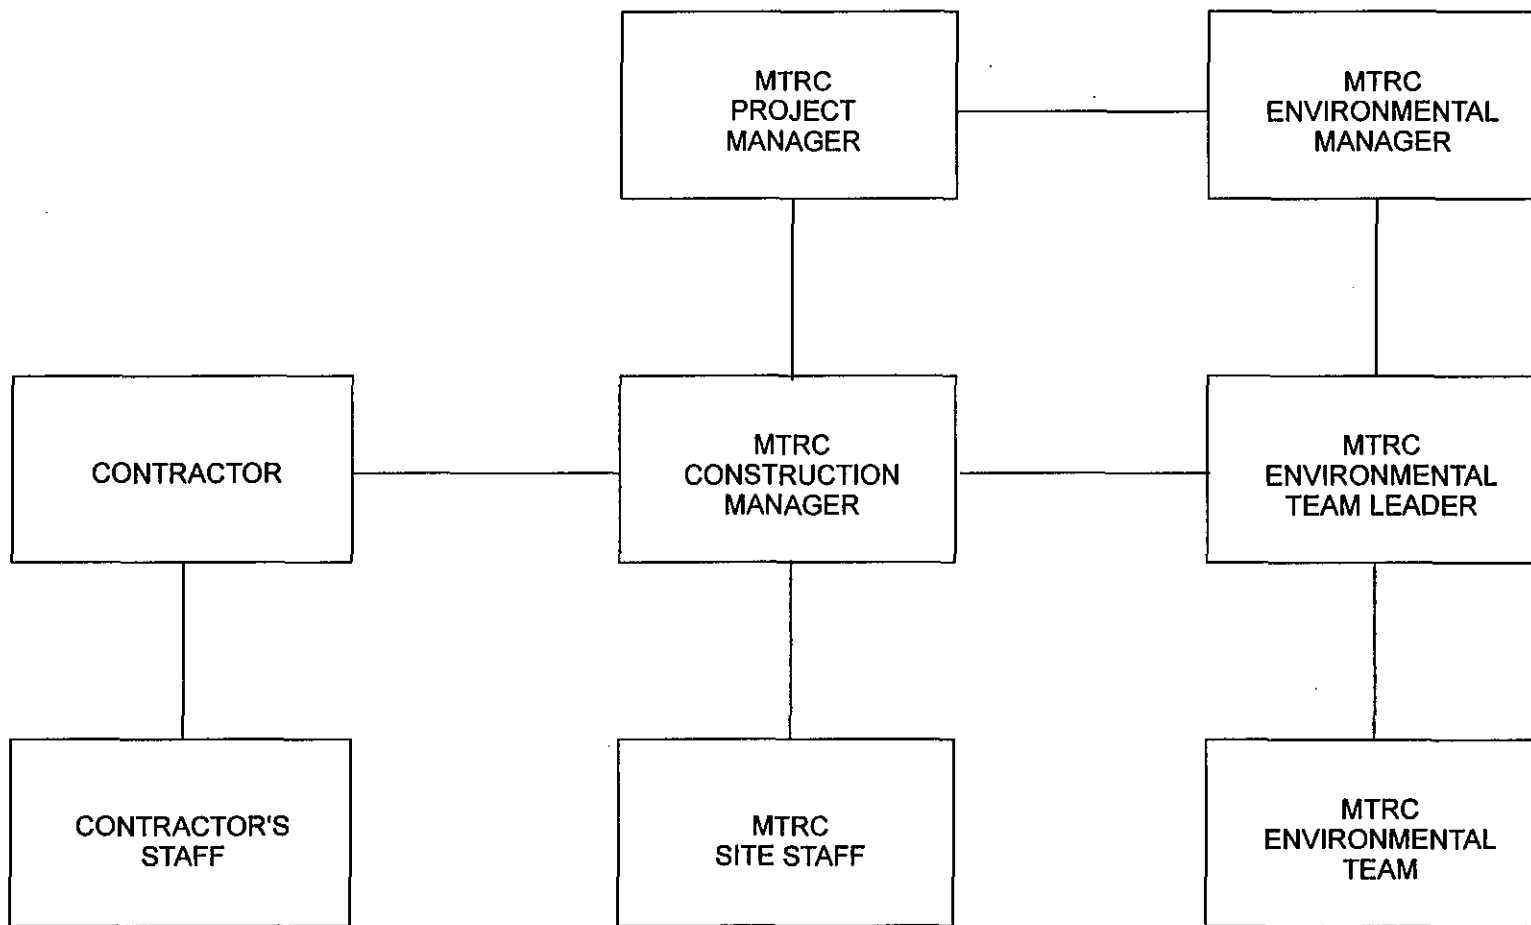 MTRC
PROJECT
MANAGER
MTRC
ENVIRONMENTAL
MANAGER
CONTRACTOR
MTRC
CONSTRUCTION
MANAGER
MTRC
ENVIRONMENTAL
TEAM LEADER
CONTRACTOR'S
STAFF
MTRC
SITE STAFF
MTRC
ENVIRONMENTAL
TEAM